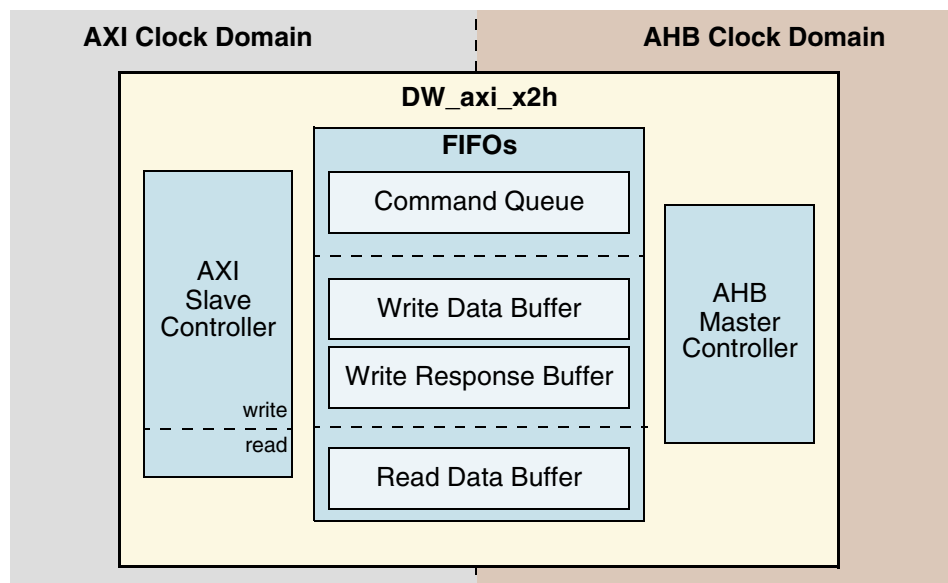 AXI Clock Domain
AHB Clock Domain
DW_axi_x2h
FIFOs
Command Queue
AXI
Slave
Controller
write
read
Write Data Buffer
Write Response Buffer
Read Data Buffer
AHB
Master
Controller